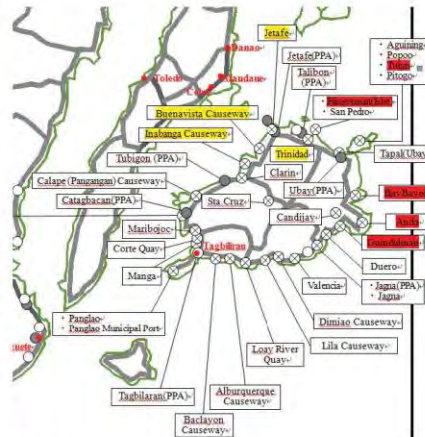 Jetafe
Danao
Jetafe(PPA)
Talibon
(PPA)
Aguining
Popoo
Pitogo
Toledo
Mandaue
Cebu
Buenavista Causeway
San Pedro
Inabanga Causeway
Trinidad
Tapal(Ubay
Tubigon (PPA)
Clarin
Ubay(PPA)
Calape (Pangangan) Causeway
Catagbacan(PPA)
Sta Cruz
Candijay
Anda
Maribojoc
Guindulman
Corte Quay
Tagbiliran
Duero
Manga
Jagna(PPA)
Jagna
Valencia
Panglao
Panglao Municipal Port
Dimiao Causeway
Loay River
Quay
Lila Causeway
Tagbilaran(PPA)
Alburquerque
Causeway
Baclayon
Causeway